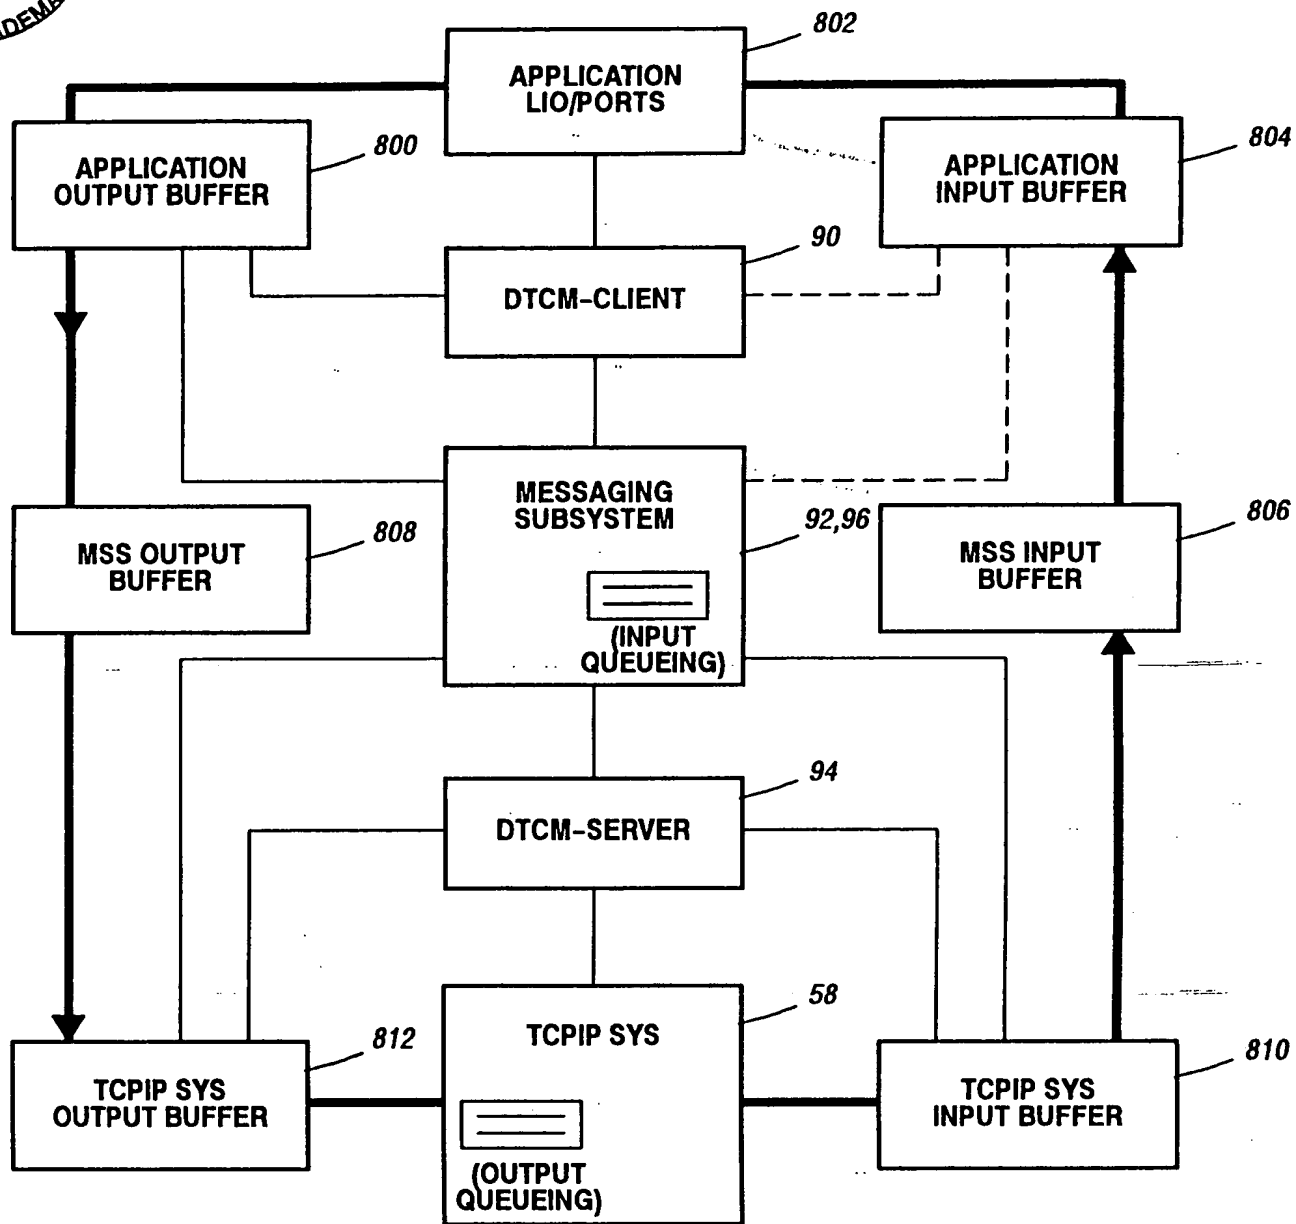 802
APPLICATION
LIO/PORTS
APPLICATION
OUTPUT BUFFER
800
APPLICATION
INPUT BUFFER
804
90
DTCM-CLIENT
MESSAGING
SUBSYSTEM
92,96
(INPUT
QUEUEING)
MSS OUTPUT
BUFFER
808
MSS INPUT
BUFFER
806
94
DTCM-SERVER
58
TCPIP SYS
(OUTPUT
QUEUEING)
TCPIP SYS
OUTPUT BUFFER
812
TCPIP SYS
INPUT BUFFER
810